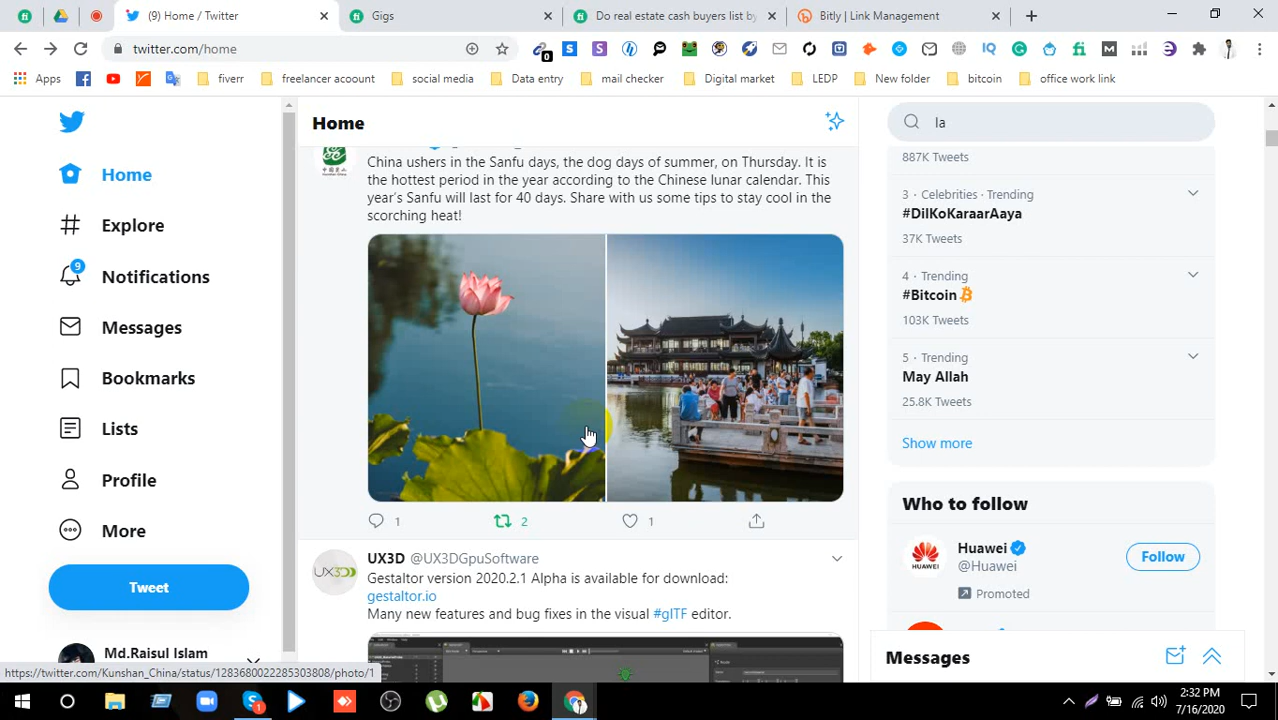 (9) Home / Twitter
Gigs
Do real estate cash buyers list by
Bitly | Link Management
twitter.com/home
0
Apps
fiverr
freelancer acoount
social media
Data entry
mail checker
Digital market
LEDP
New folder
bitcoin
office work link
Home
Explore
9
Notifications
Messages
Bookmarks
Lists
Profile
More
Tweet
Md.Raisul Islam
Home
China ushers in the Sanfu days, the dog days of summer, on Thursday. It is
the hottest period in the year according to the Chinese lunar calendar. This
year's Sanfu will last for 40 days. Share with us some tips to stay cool in the
scorching heat!
1
2
1
UX3D @UX3DGpuSoftware
Gestaltor version 2020.2.1 Alpha is available for download:
gestaltor.io
Many new features and bug fixes in the visual #glTF editor.
la
887K Tweets
3 · Celebrities · Trending
#DilKoKaraarAaya
37K Tweets
4 · Trending
#Bitcoin
103K Tweets
5 · Trending
May Allah
25.8K Tweets
Show more
Who to follow
Huawei
@Huawei
Follow
Promoted
Messages
2:32 PM
7/16/2020